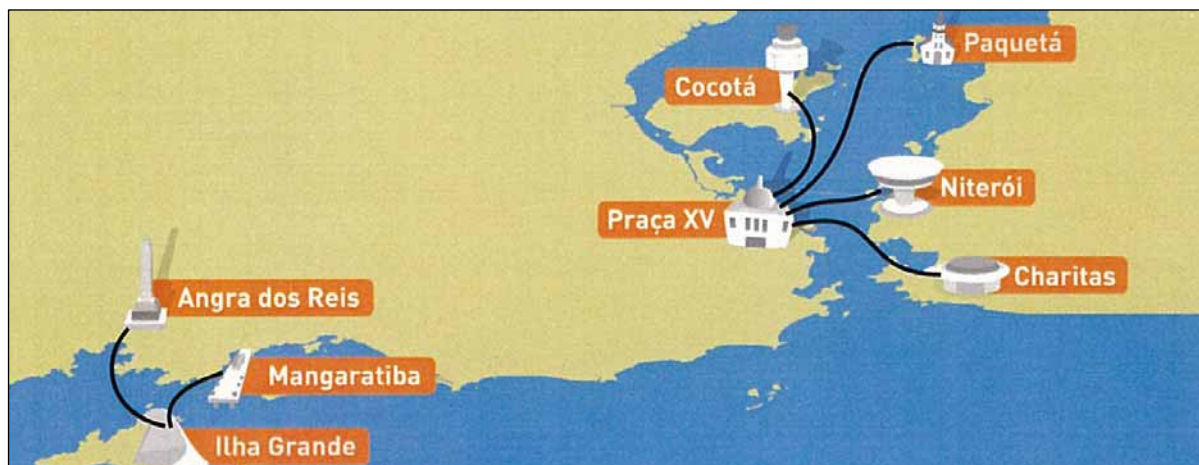 Paquetá
Cocotá
Niterói
Praça XV
Charitas
Angra dos Reis
Mangaratiba
Ilha Grande